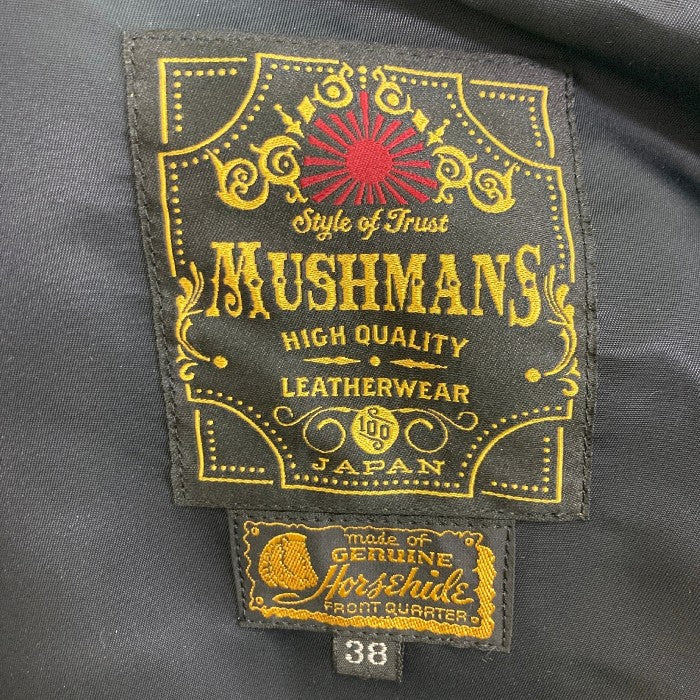 Style of Trust
MUSHMANS
HIGH QUALITY
LEATHERWEAR
100
JAPAN
made of
GENUINE
Horsehide
FRONT QUARTER
38